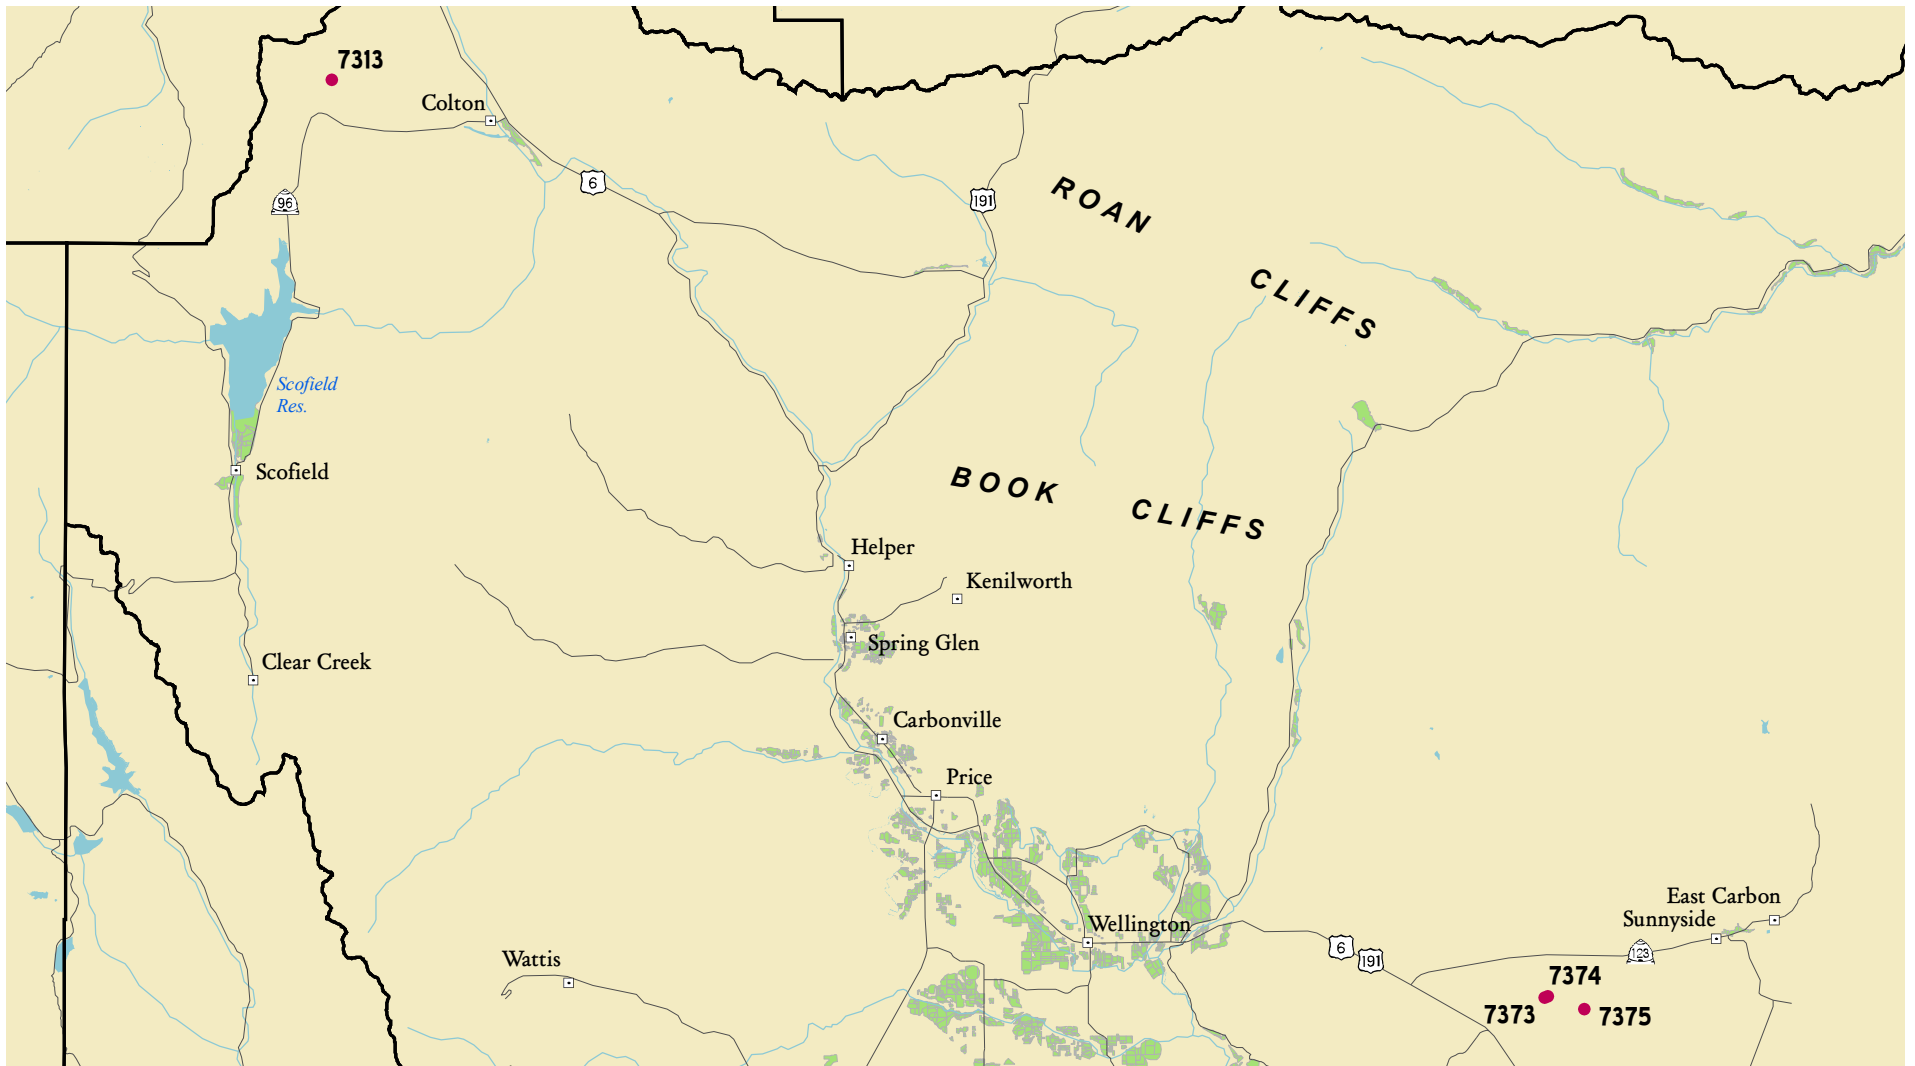 7313
Colton
6
96
191
ROAN
CLIFFS
Scofield
Res.
Scofield
BOOK
CLIFFS
Helper
Kenilworth
Spring Glen
Clear Creek
Carbonville
Price
East Carbon
Sunnyside
Wellington
6
191
123
Wattis
7374
7373
7375